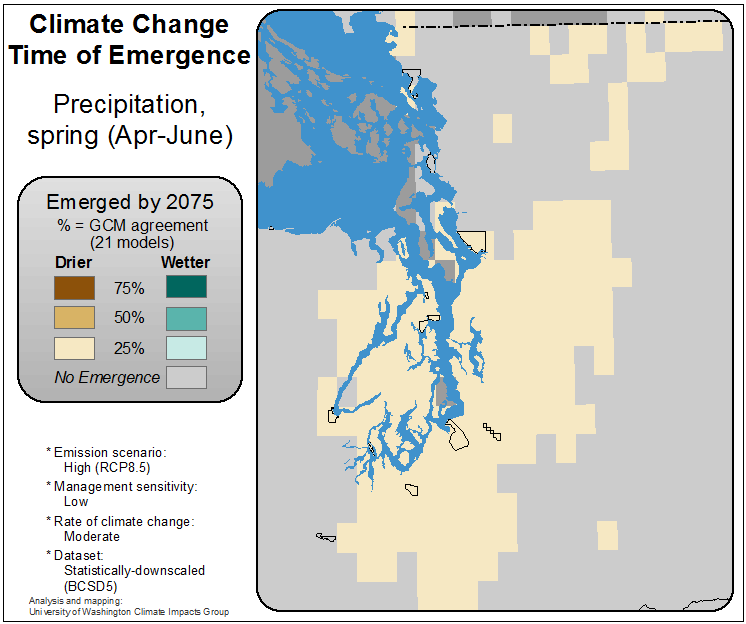 Climate Change
Time of Emergence
Precipitation,
spring (Apr-June)
Emerged by 2075
% = GCM agreement
(21 models)
Drier Wetter
75%
50%
25%
No Emergence
* Emission scenario:
High (RCP8.5)
* Management sensitivity:
Low
* Rate of climate change:
Moderate
* Dataset:
Statistically-downscaled
(BCSD5)
Analysis and mapping:
University of Washington Climate Impacts Group